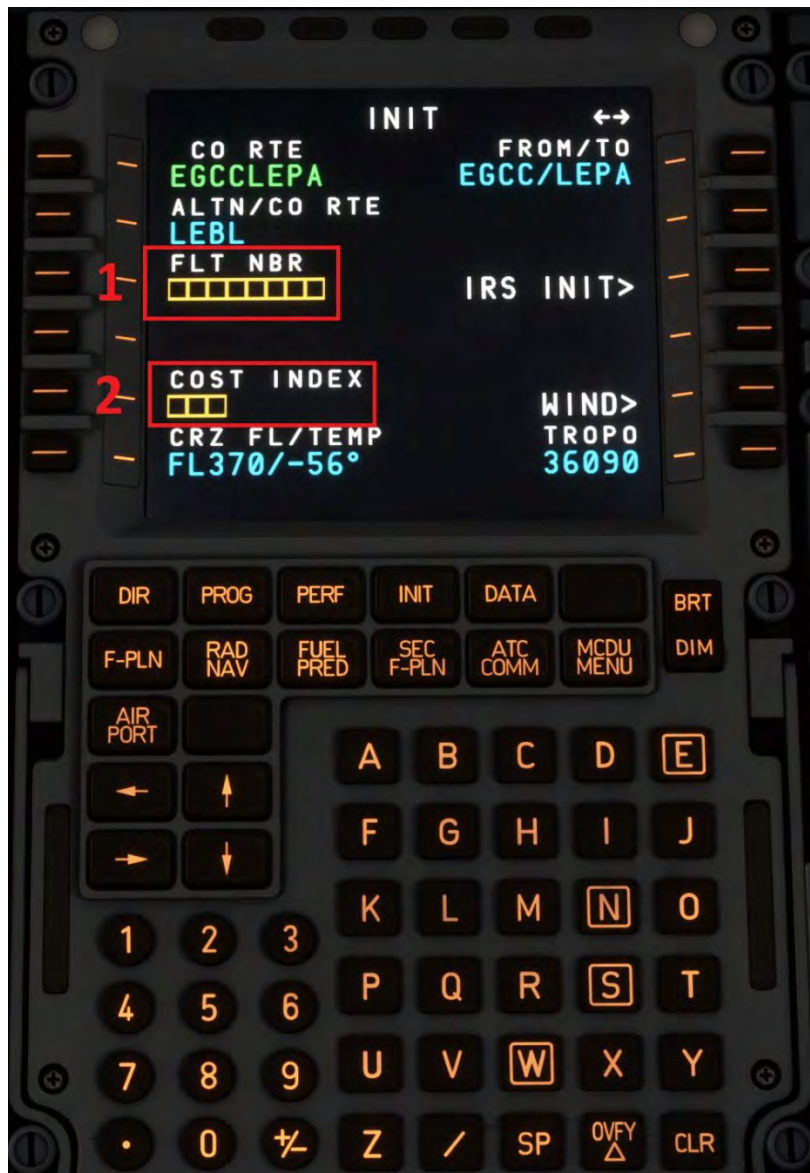 INIT ↔
CO RTE FROM/TO
EGCCLEPA EGCC/LEPA
ALTN/CO RTE
LEBL
1 FLT NBR
□□□□□□□□ IRS INIT>
2 COST INDEX
□□□ WIND>
CRZ FL/TEMP TROPO
FL370/-56° 36090
DIR PROG PERF INIT DATA BRT
F-PLN RAD NAV FUEL PRED SEC F-PLN ATC COMM MCDU MENU DIM
AIR PORT
← ↑
→ ↓
A B C D E
F G H I J
K L M N O
1 2 3
P Q R S T
4 5 6
U V W X Y
7 8 9
Z / SP OVFY △ CLR
. 0 +/-